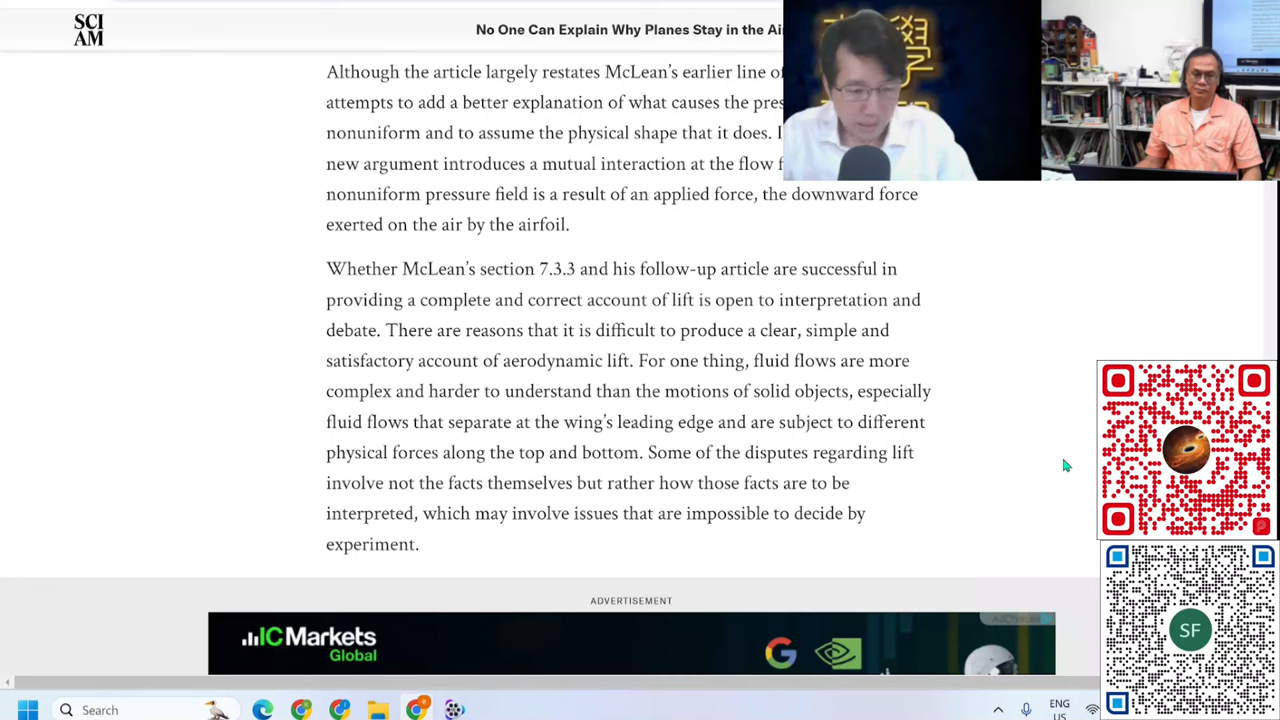 SCI
AM
No One Can Explain Why Planes Stay in the Ai
Although the article largely restates McLean's earlier line of
attempts to add a better explanation of what causes the pres
nonuniform and to assume the physical shape that it does. I
new argument introduces a mutual interaction at the flow f
nonuniform pressure field is a result of an applied force, the downward force
exerted on the air by the airfoil.
Whether McLean's section 7.3.3 and his follow-up article are successful in
providing a complete and correct account of lift is open to interpretation and
debate. There are reasons that it is difficult to produce a clear, simple and
satisfactory account of aerodynamic lift. For one thing, fluid flows are more
complex and harder to understand than the motions of solid objects, especially
fluid flows that separate at the wing's leading edge and are subject to different
physical forces along the top and bottom. Some of the disputes regarding lift
involve not the facts themselves but rather how those facts are to be
interpreted, which may involve issues that are impossible to decide by
experiment.
ADVERTISEMENT
IC Markets
Global
G
SF
Search
ENG
US